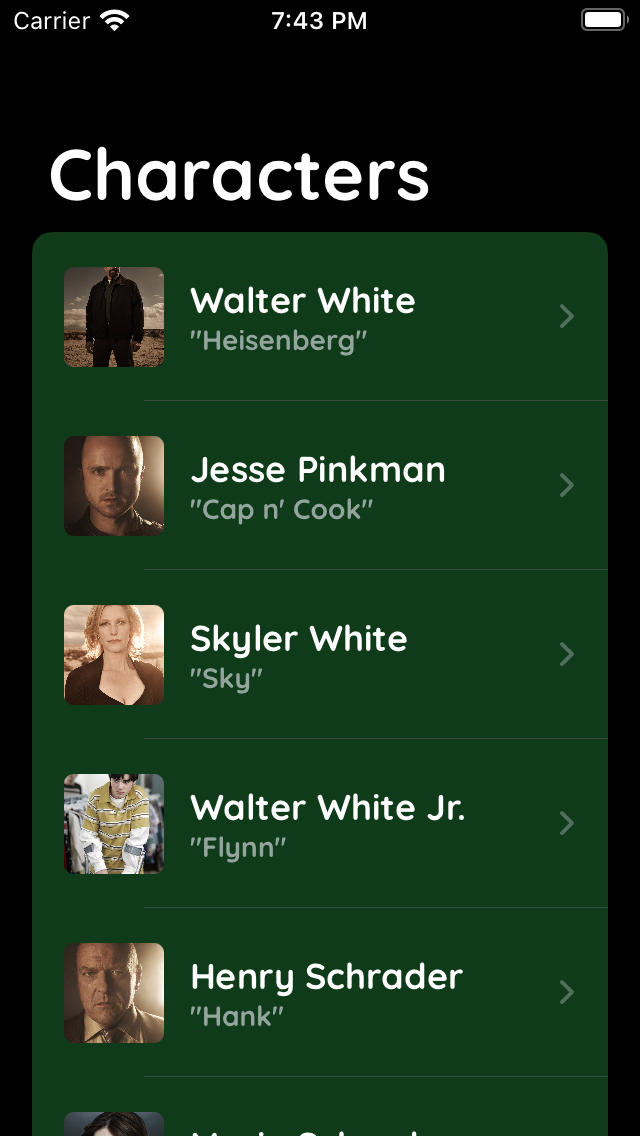 Carrier 7:43 PM
Characters
Walter White
"Heisenberg"
Jesse Pinkman
"Cap n' Cook"
Skyler White
"Sky"
Walter White Jr.
"Flynn"
Henry Schrader
"Hank"